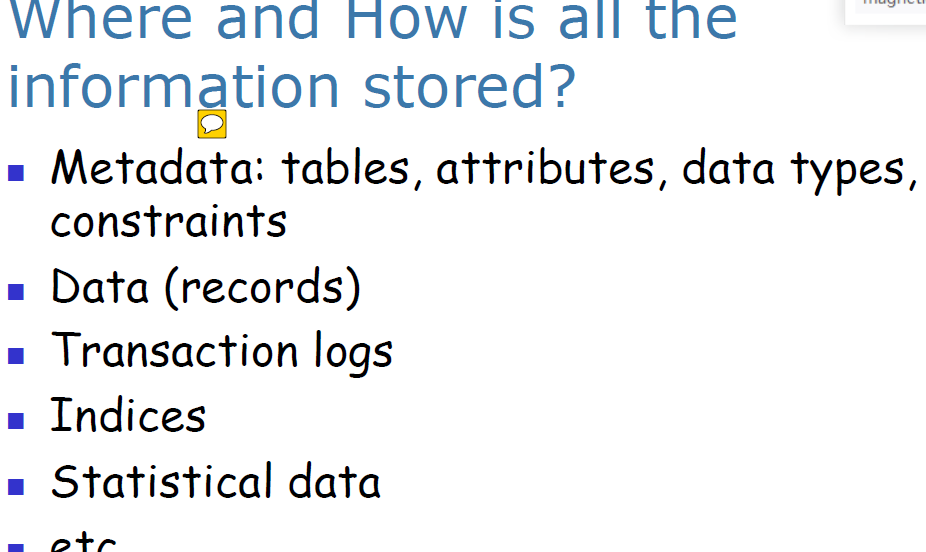 Where and How is all the
information stored?
Metadata: tables, attributes, data types,
constraints
Data (records)
Transaction logs
Indices
Statistical data
etc